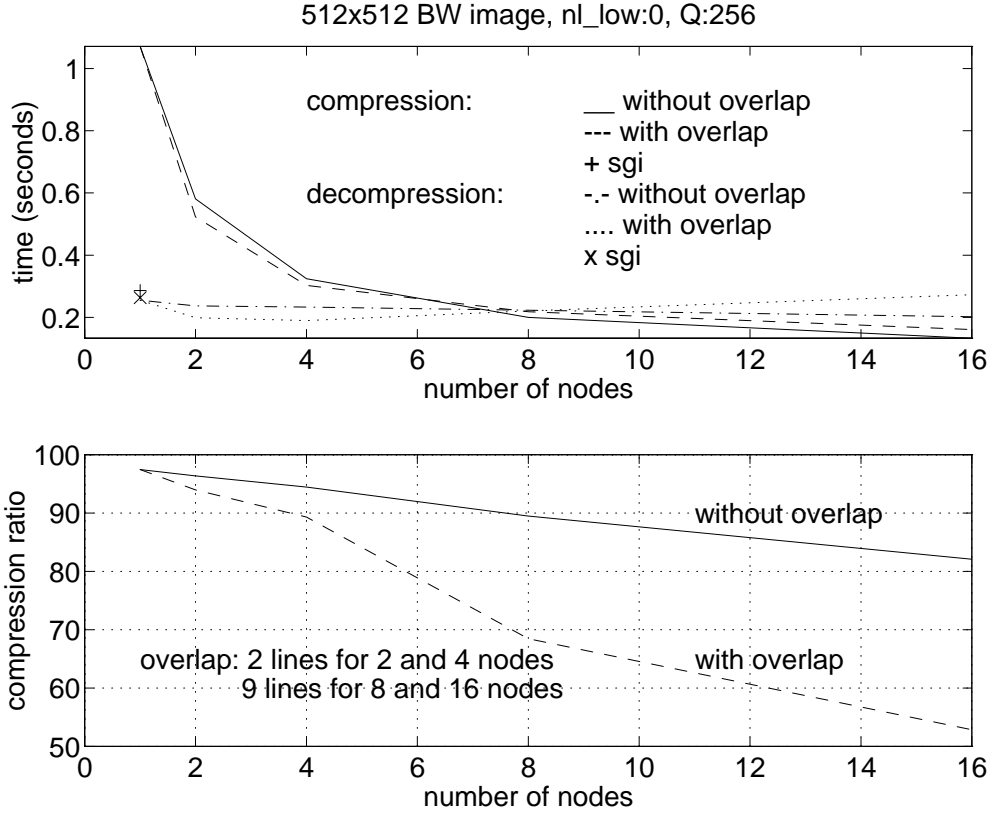 512x512 BW image, nl_low:0, Q:256
1
0.8
0.6
0.4
0.2
time (seconds)
compression: __ without overlap
--- with overlap
+ sgi
decompression: -.- without overlap
.... with overlap
x sgi
0 2 4 6 8 10 12 14 16
number of nodes
100
90
80
70
60
50
compression ratio
without overlap
overlap: 2 lines for 2 and 4 nodes
with overlap
9 lines for 8 and 16 nodes
0 2 4 6 8 10 12 14 16
number of nodes